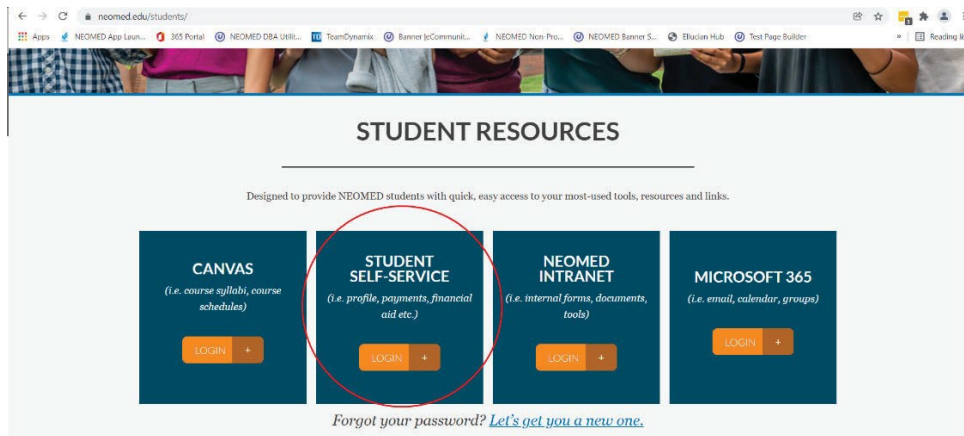 neomed.edu/students/
Apps NEOMED App Laun... 365 Portal NEOMED DBA Utilit... TeamDynamix Banner |eCommunit... NEOMED Non-Pro... NEOMED Banner S... Ellucian Hub Test Page Builder » Reading li
STUDENT RESOURCES
Designed to provide NEOMED students with quick, easy access to your most-used tools, resources and links.
CANVAS
(i.e. course syllabi, course
schedules)
LOGIN +
STUDENT
SELF-SERVICE
(i.e. profile, payments, financial
aid etc.)
LOGIN +
NEOMED
INTRANET
(i.e. internal forms, documents,
tools)
LOGIN +
MICROSOFT 365
(i.e. email, calendar, groups)
LOGIN +
Forgot your password? Let's get you a new one.